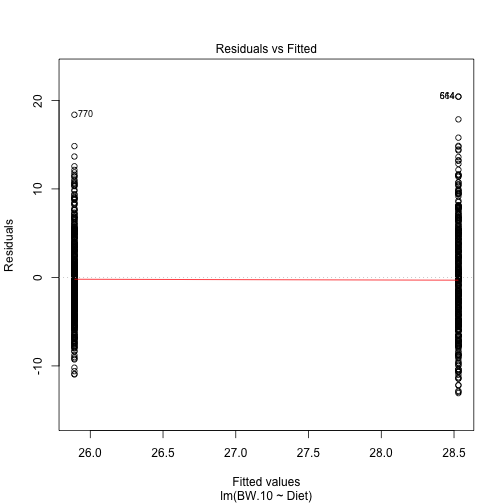 Residuals vs Fitted
Residuals
20
10
0
-10
770
26.0 26.5 27.0 27.5 28.0 28.5
Fitted values
lm(BW.10 ~ Diet)